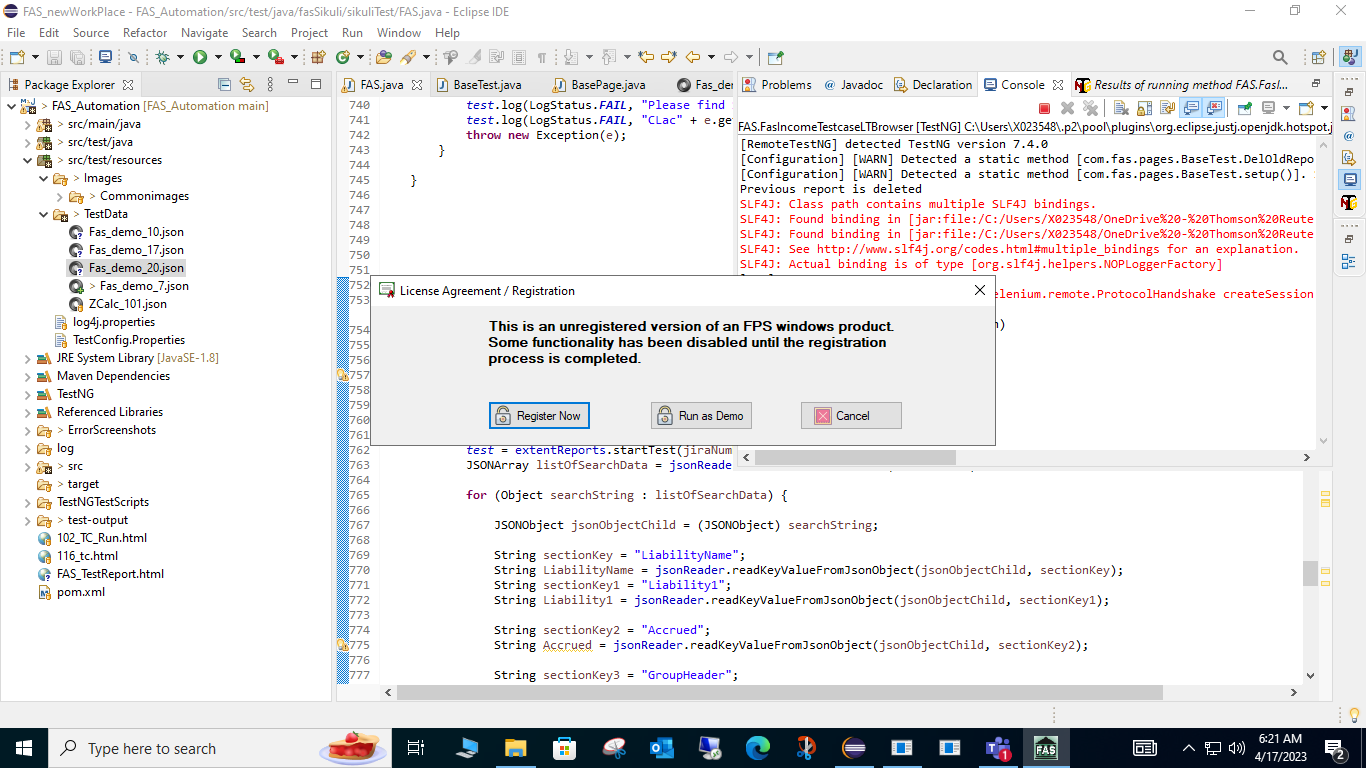 FAS_newWorkPlace - FAS_Automation/src/test/java/fasSikuli/sikuliTest/FAS.java - Eclipse IDE
File Edit Source Refactor Navigate Search Project Run Window Help
Package Explorer
FAS_Automation [FAS_Automation main]
> src/main/java
> src/test/java
> src/test/resources
> Images
> Commonimages
> TestData
Fas_demo_10.json
Fas_demo_17.json
Fas_demo_20.json
> Fas_demo_7.json
ZCalc_101.json
log4j.properties
TestConfig.Properties
JRE System Library [JavaSE-1.8]
Maven Dependencies
TestNG
Referenced Libraries
> ErrorScreenshots
log
> src
> target
TestNGTestScripts
> test-output
102_TC_Run.html
116_tc.html
FAS_TestReport.html
pom.xml
FAS.java BaseTest.java BasePage.java Fas_de
740 test.log(LogStatus.FAIL, "Please find
741 test.log(LogStatus.FAIL, "CLac" + e.ge
742 throw new Exception(e);
743 }
744
745 }
746
747
748
749
750
751
752
753
754
755
756
757
758
759
760
761
762 test = extentReports.startTest(jiraNum
763 JSONArray listOfSearchData = jsonReade
764
765 for (Object searchString : listOfSearchData) {
766
767 JSONObject jsonObjectChild = (JSONObject) searchString;
768
769 String sectionKey = "LiabilityName";
770 String LiabilityName = jsonReader.readKeyValueFromJsonObject(jsonObjectChild, sectionKey);
771 String sectionKey1 = "Liability1";
772 String Liability1 = jsonReader.readKeyValueFromJsonObject(jsonObjectChild, sectionKey1);
773
774 String sectionKey2 = "Accrued";
775 String Accrued = jsonReader.readKeyValueFromJsonObject(jsonObjectChild, sectionKey2);
776
777 String sectionKey3 = "GroupHeader";
Problems Javadoc Declaration Console Results of running method FAS.FasI...
FAS.FasIncomeTestcaseLTBrowser [TestNG] C:\Users\X023548\.p2\pool\plugins\org.eclipse.justj.openjdk.hotspot.j
[RemoteTestNG] detected TestNG version 7.4.0
[Configuration] [WARN] Detected a static method [com.fas.pages.BaseTest.DelOldRepo
[Configuration] [WARN] Detected a static method [com.fas.pages.BaseTest.setup()].
Previous report is deleted
SLF4J: Class path contains multiple SLF4J bindings.
SLF4J: Found binding in [jar:file:/C:/Users/X023548/OneDrive%20-%20Thomson%20Reute
SLF4J: Found binding in [jar:file:/C:/Users/X023548/OneDrive%20-%20Thomson%20Reute
SLF4J: See http://www.slf4j.org/codes.html#multiple_bindings for an explanation.
SLF4J: Actual binding is of type [org.slf4j.helpers.NOPLoggerFactory]
elenium.remote.ProtocolHandshake createSession
n)
License Agreement / Registration
This is an unregistered version of an FPS windows product.
Some functionality has been disabled until the registration
process is completed.
Register Now Run as Demo Cancel
Type here to search
FAS
1
6:21 AM
4/17/2023
2